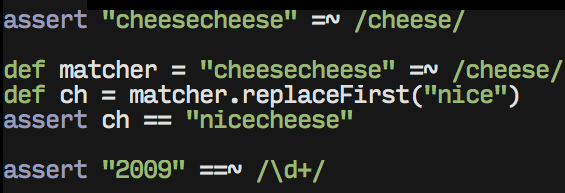 assert "cheesecheese" =~ /cheese/
def matcher = "cheesecheese" =~ /cheese/
def ch = matcher.replaceFirst("nice")
assert ch == "nicecheese"
assert "2009" ==~ /\d+/